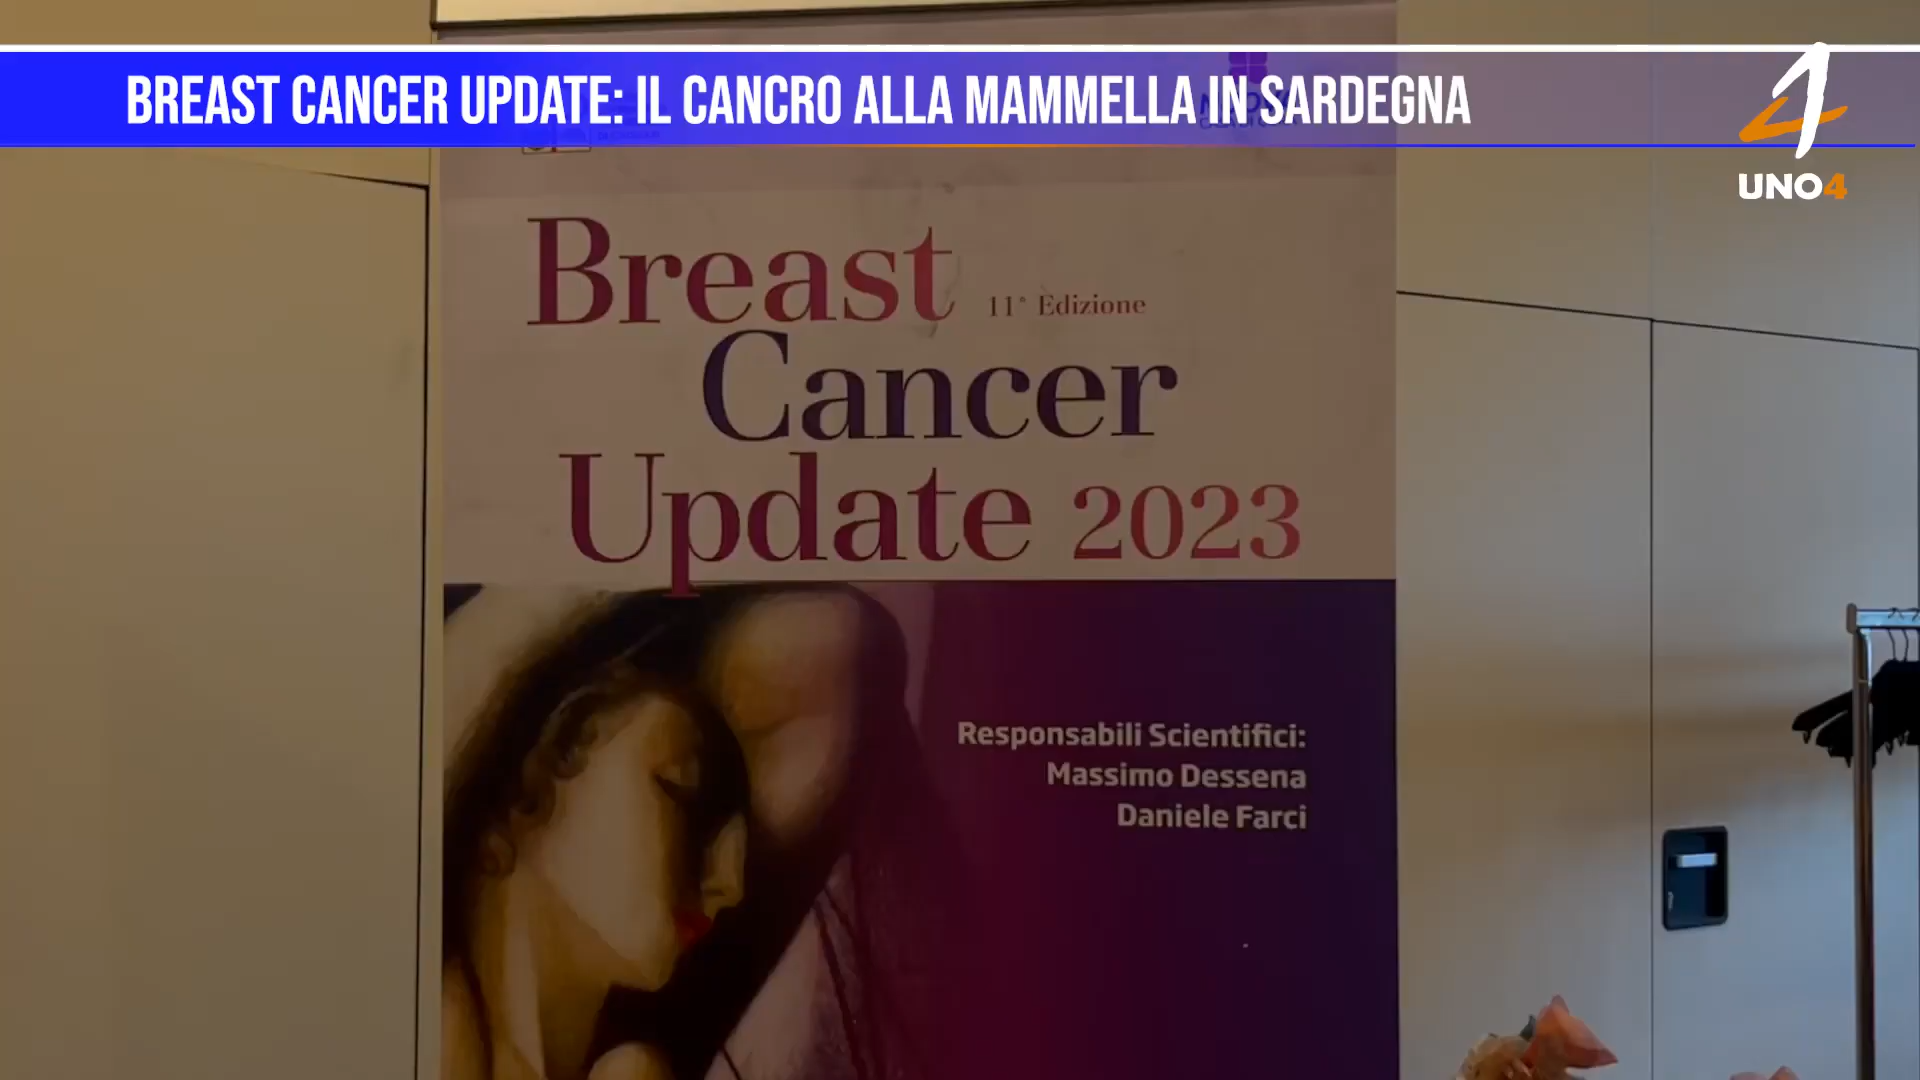 BREAST CANCER UPDATE: IL CANCRO ALLA MAMMELLA IN SARDEGNA
UNO4
Breast 11ª Edizione
Cancer
Update 2023
Responsabili Scientifici:
Massimo Dessena
Daniele Farci